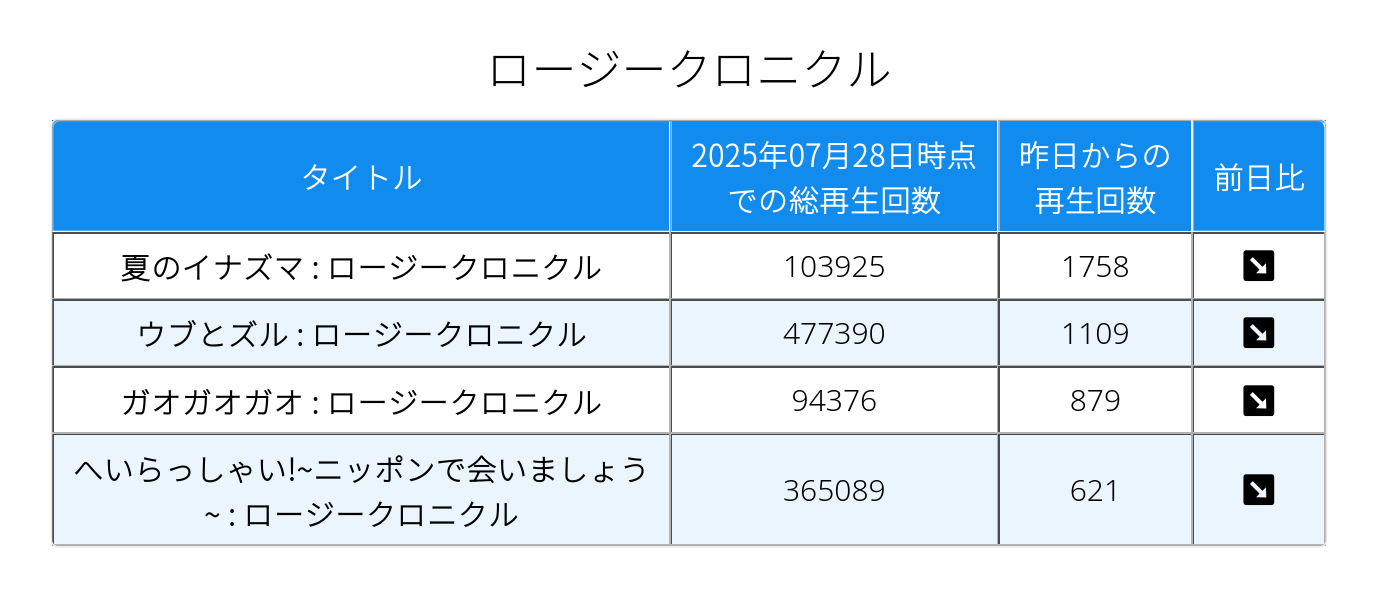 ロージークロニクル
タイトル
2025年07月28日時点
での総再生回数
昨日からの
再生回数
前日比
夏のイナズマ : ロージークロニクル
103925
1758
ウブとズル : ロージークロニクル
477390
1109
ガオガオガオ : ロージークロニクル
94376
879
へいらっしゃい!~ニッポンで会いましょう
~ : ロージークロニクル
365089
621